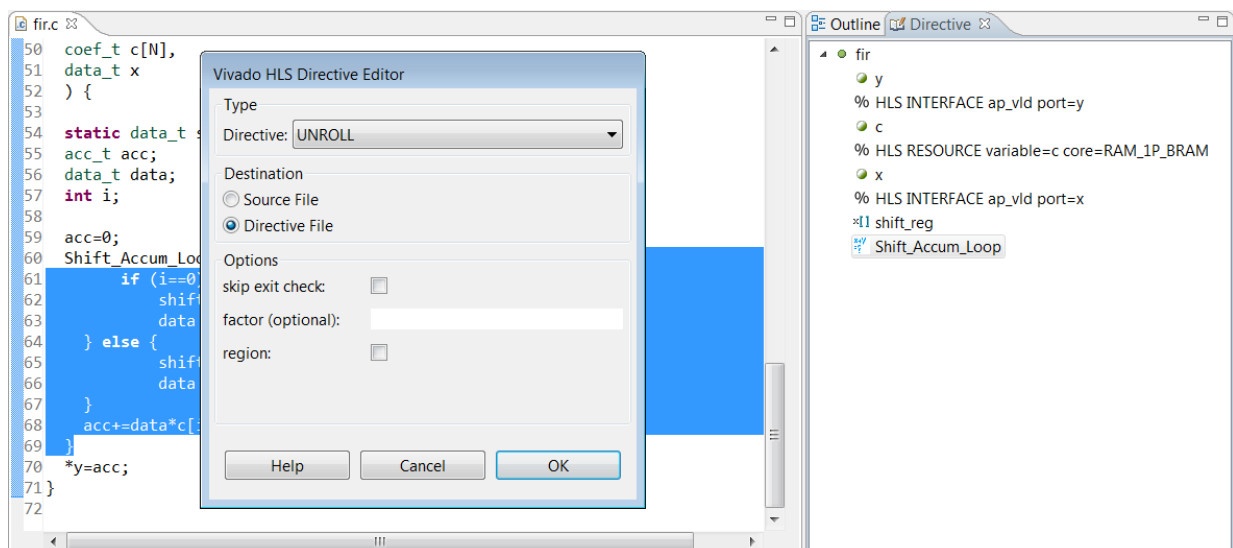 fir.c
50 coef_t c[N],
51 data_t x
52 ) {
53
54 static data_t s
55 acc_t acc;
56 data_t data;
57 int i;
58
59 acc=0;
60 Shift_Accum_Loo
61 if (i==0)
62 shift
63 data
64 } else {
65 shift
66 data
67 }
68 acc+=data*c[i
69 }
70 *y=acc;
71 }
72
Vivado HLS Directive Editor
Type
Directive: UNROLL
Destination
Source File
Directive File
Options
skip exit check:
factor (optional):
region:
Help Cancel OK
Outline Directive
fir
y
% HLS INTERFACE ap_vld port=y
c
% HLS RESOURCE variable=c core=RAM_1P_BRAM
x
% HLS INTERFACE ap_vld port=x
shift_reg
Shift_Accum_Loop